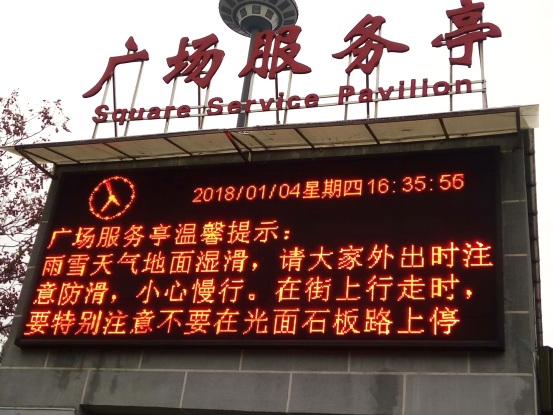 广场服务亭
Square Service Pavilion
2018/01/04星期四16:35:56
广场服务亭温馨提示：
雨雪天气地面湿滑，请大家外出时注
意防滑，小心慢行。在街上行走时，
要特别注意不要在光面石板路上停